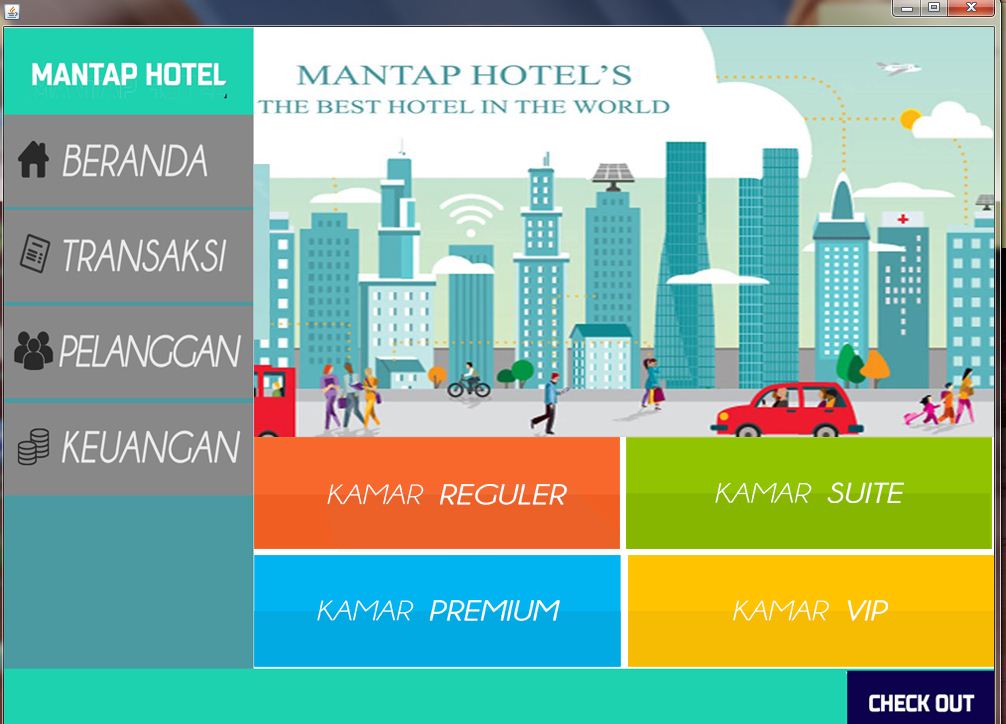 MANTAP HOTEL
MANTAP HOTEL'S
THE BEST HOTEL IN THE WORLD
BERANDA
TRANSAKSI
PELANGGAN
KEUANGAN
KAMAR REGULER
KAMAR SUITE
KAMAR PREMIUM
KAMAR VIP
CHECK OUT